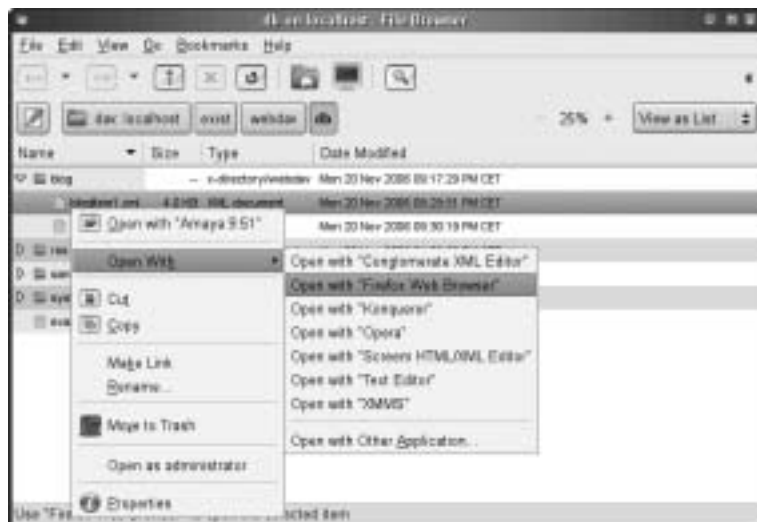 db on localhost - File Browser
File Edit View Go Bookmarks Help
dav: localhost exist webdav db 25% View as List
Name Size Type Date Modified
blog -- x-directory/webdav Mon 20 Nov 2006 09:17:29 PM CET
4.0 KB XML document Mon 20 Nov 2006 09:29:51 PM CET
Mon 20 Nov 2006 09:30:19 PM CET
Open with "Amaya 9.51"
Open With
Cut
Copy
Make Link
Rename...
Move to Trash
Open as administrator
Properties
Open with "Conglomerate XML Editor"
Open with "Firefox Web Browser"
Open with "Konqueror"
Open with "Opera"
Open with "Screem HTML/XML Editor"
Open with "Text Editor"
Open with "XMMS"
Open with Other Application...
Use "Fire
selected item